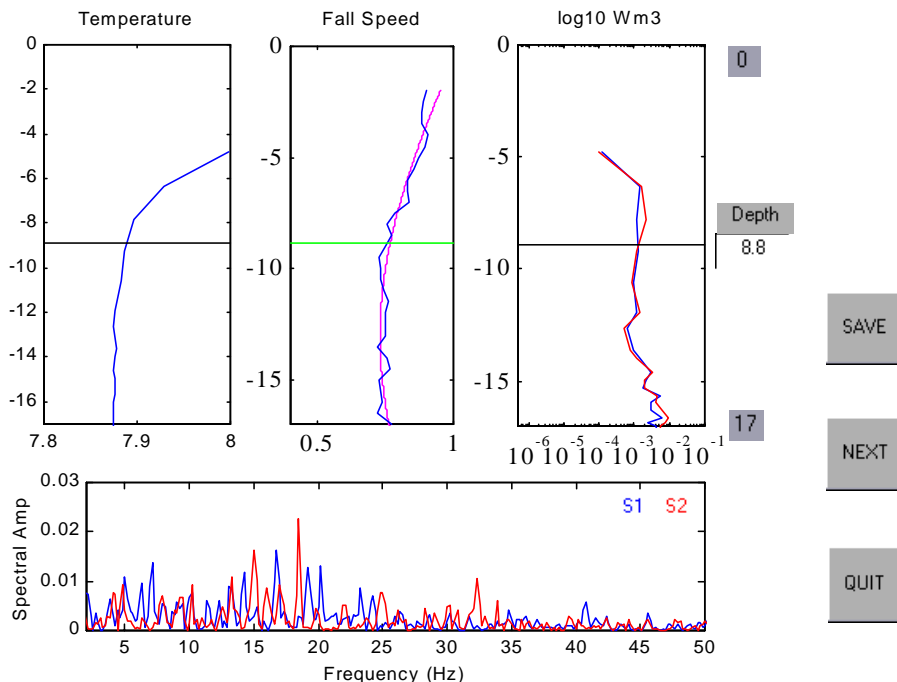 Temperature
Fall Speed
log10 Wm3
0
-2
-4
-6
-8
-10
-12
-14
-16
7.8
7.9
8
0
-5
-10
-15
0.5
1
0
-5
-10
-15
10^-6 10^-5 10^-4 10^-3 10^-2 10^-1
0
Depth
8.8
17
SAVE
NEXT
QUIT
Spectral Amp
0.03
0.02
0.01
0
S1 S2
5 10 15 20 25 30 35 40 45 50
Frequency (Hz)